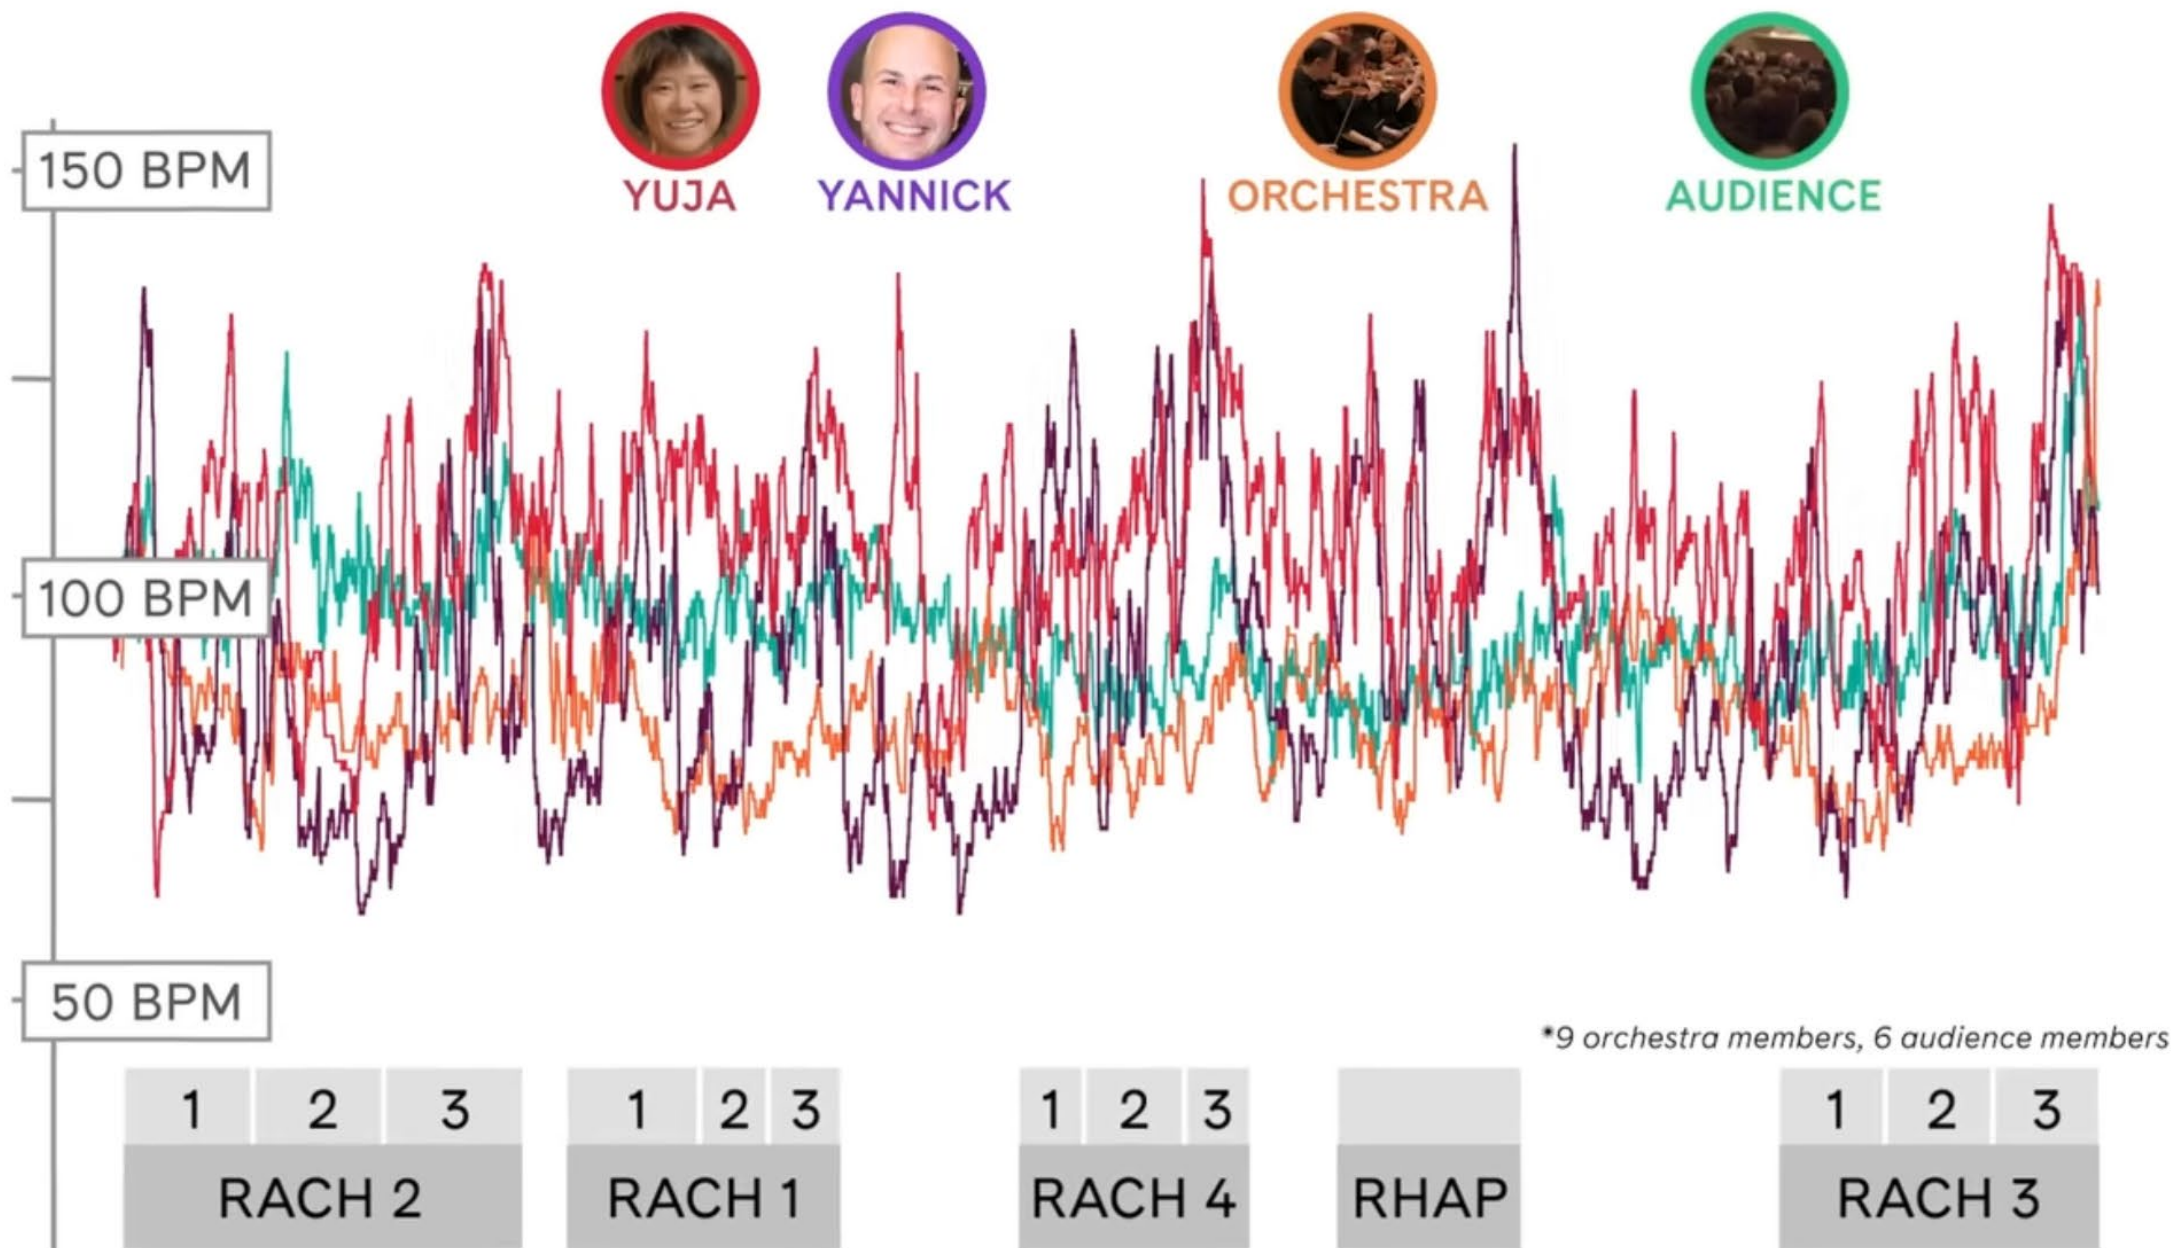 YUJA
YANNICK
ORCHESTRA
AUDIENCE
150 BPM
100 BPM
50 BPM
*9 orchestra members, 6 audience members
1 2 3
RACH 2
1 2 3
RACH 1
1 2 3
RACH 4
RHAP
1 2 3
RACH 3